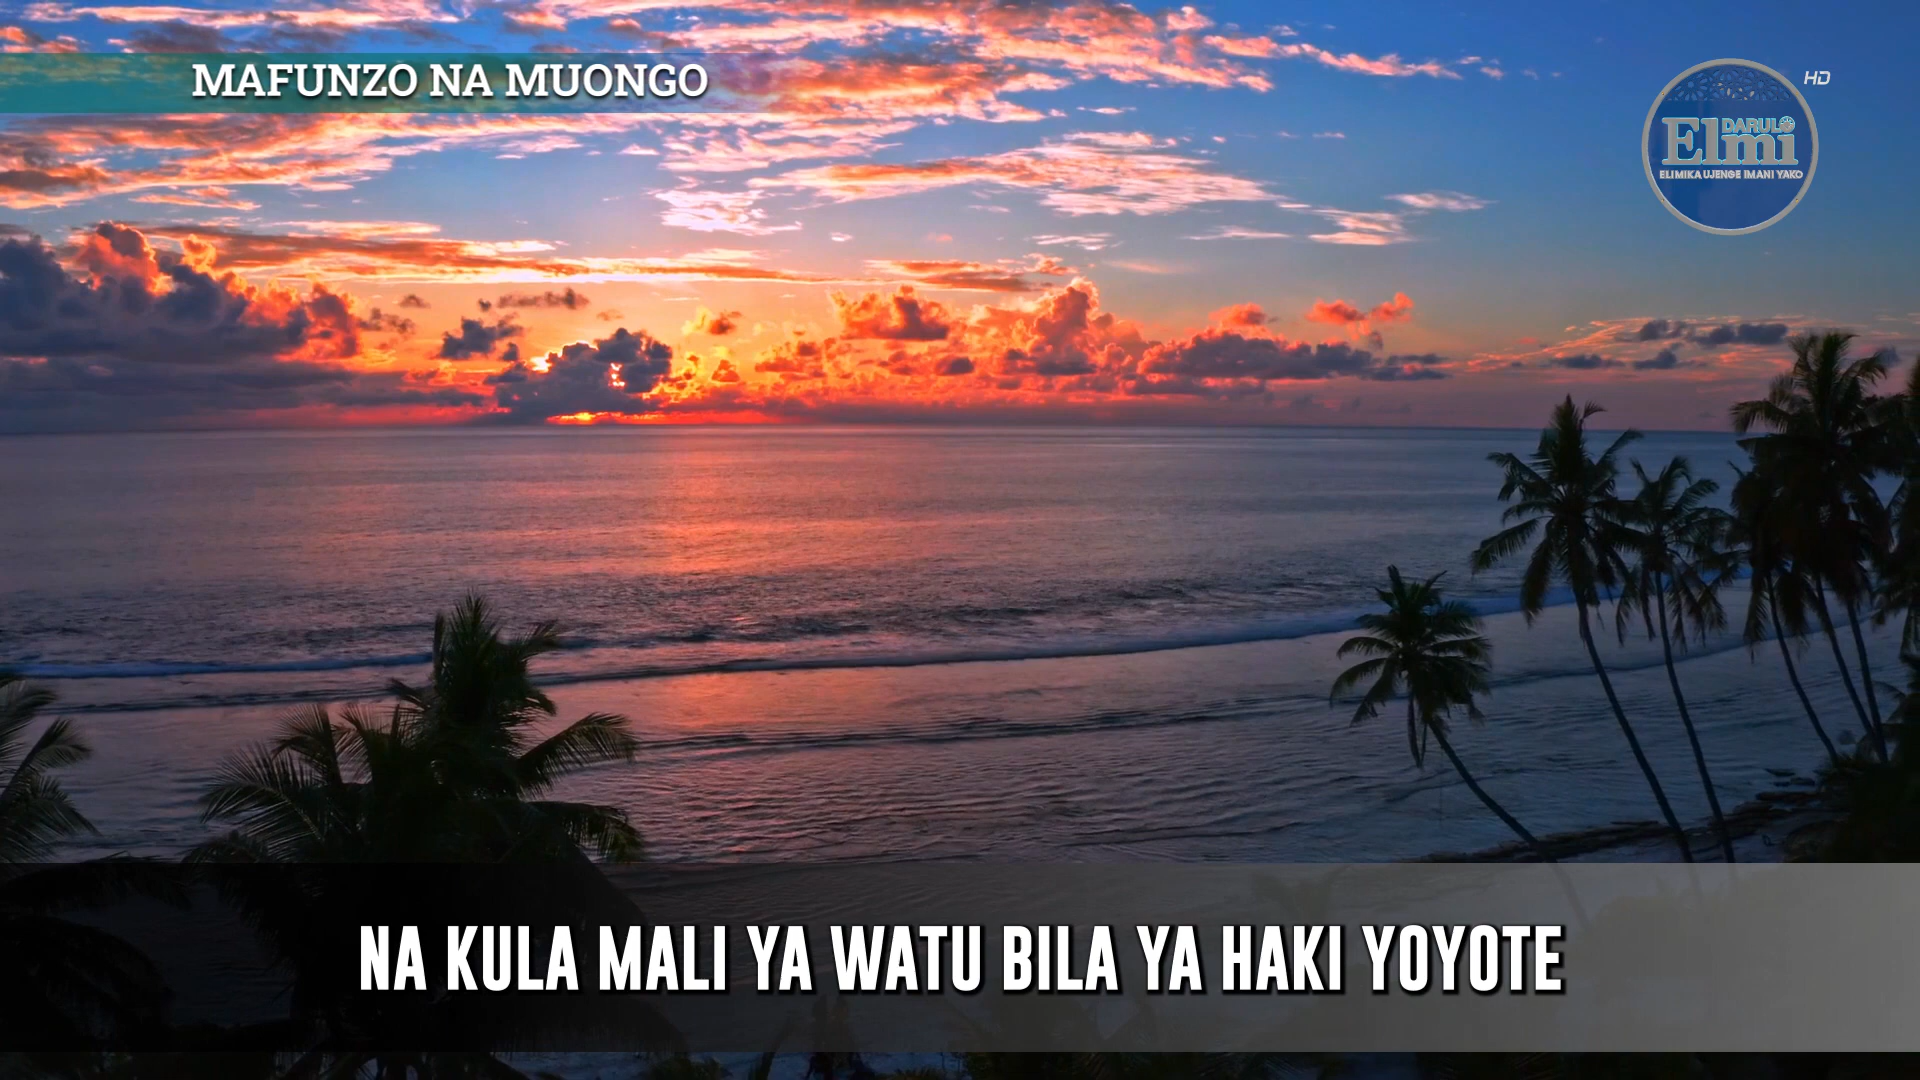 MAFUNZO NA MUONGO
HD
DARUL
Elmi
ELIMIKA UJENGE IMANI YAKO
NA KULA MALI YA WATU BILA YA HAKI YOYOTE